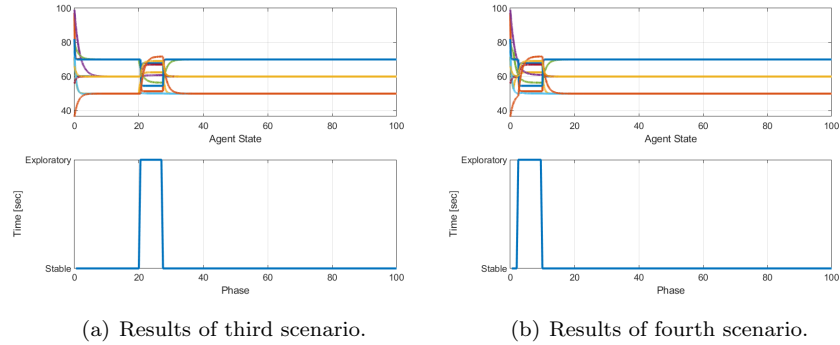 100
80
60
40
0 20 40 60 80 100
Agent State
Exploratory
Time [sec]
Stable
0 20 40 60 80 100
Phase
(a) Results of third scenario.
100
80
60
40
0 20 40 60 80 100
Agent State
Exploratory
Time [sec]
Stable
0 20 40 60 80 100
Phase
(b) Results of fourth scenario.